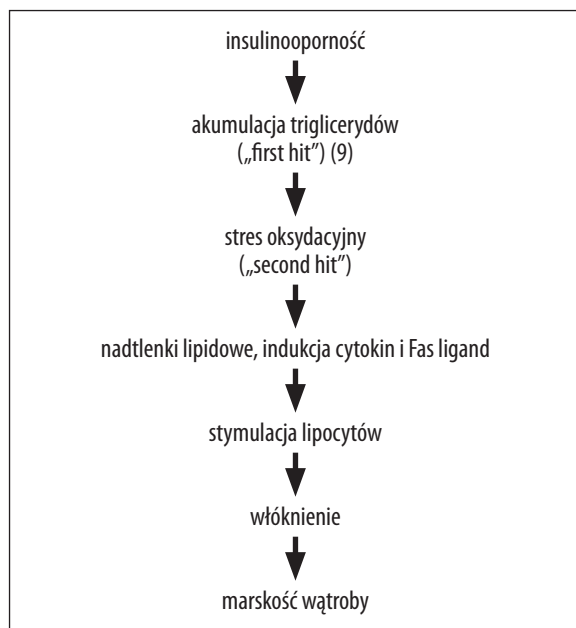 insulinooporność
akumulacja triglicerydów
(„first hit”) (9)
stres oksydacyjny
(„second hit”)
nadtlenki lipidowe, indukcja cytokin i Fas ligand
stymulacja lipocytów
włóknienie
marskość wątroby